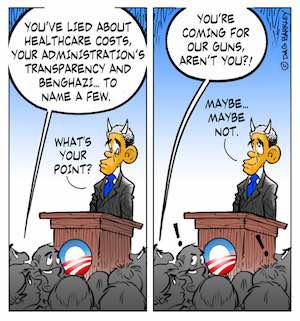 YOU'VE LIED ABOUT
HEALTHCARE COSTS,
YOUR ADMINISTRATION'S
TRANSPARENCY AND
BENGHAZI... TO
NAME A FEW.
WHAT'S
YOUR
POINT?
YOU'RE
COMING FOR
OUR GUNS,
AREN'T YOU?!
MAYBE...
MAYBE
NOT.
!
!